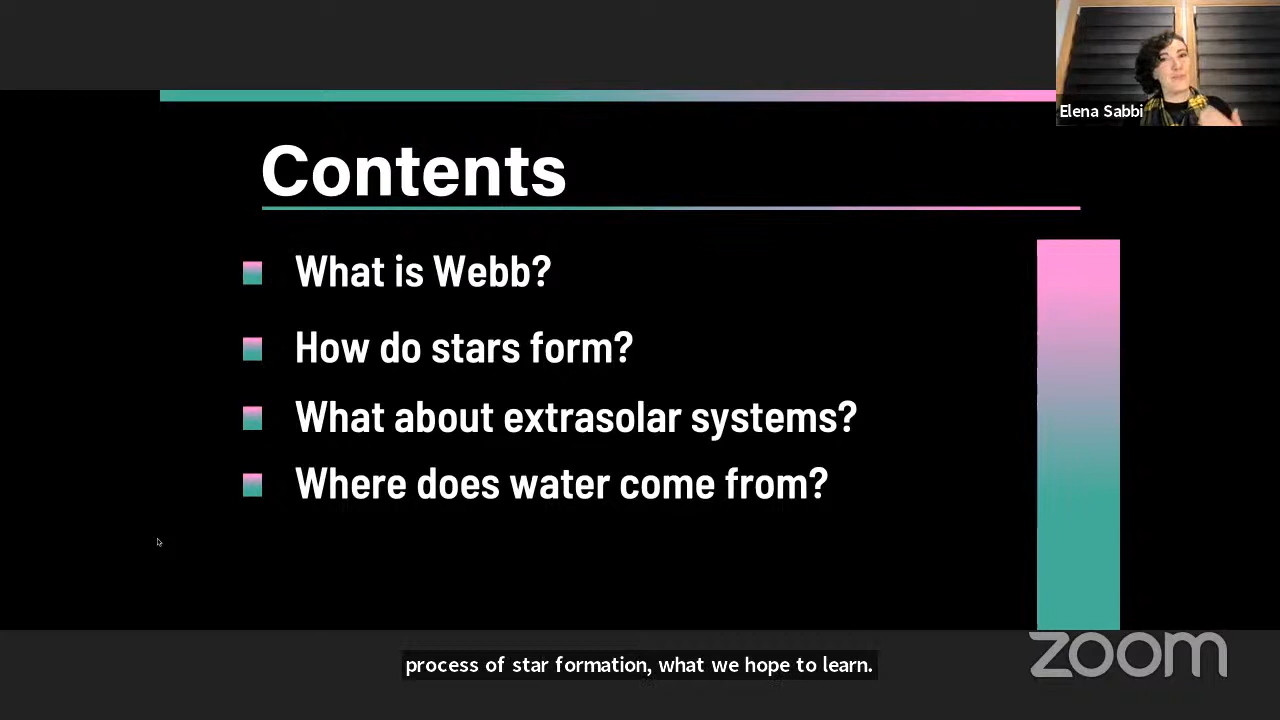 Elena Sabbi
Contents
What is Webb?
How do stars form?
What about extrasolar systems?
Where does water come from?
process of star formation, what we hope to learn.
zoom